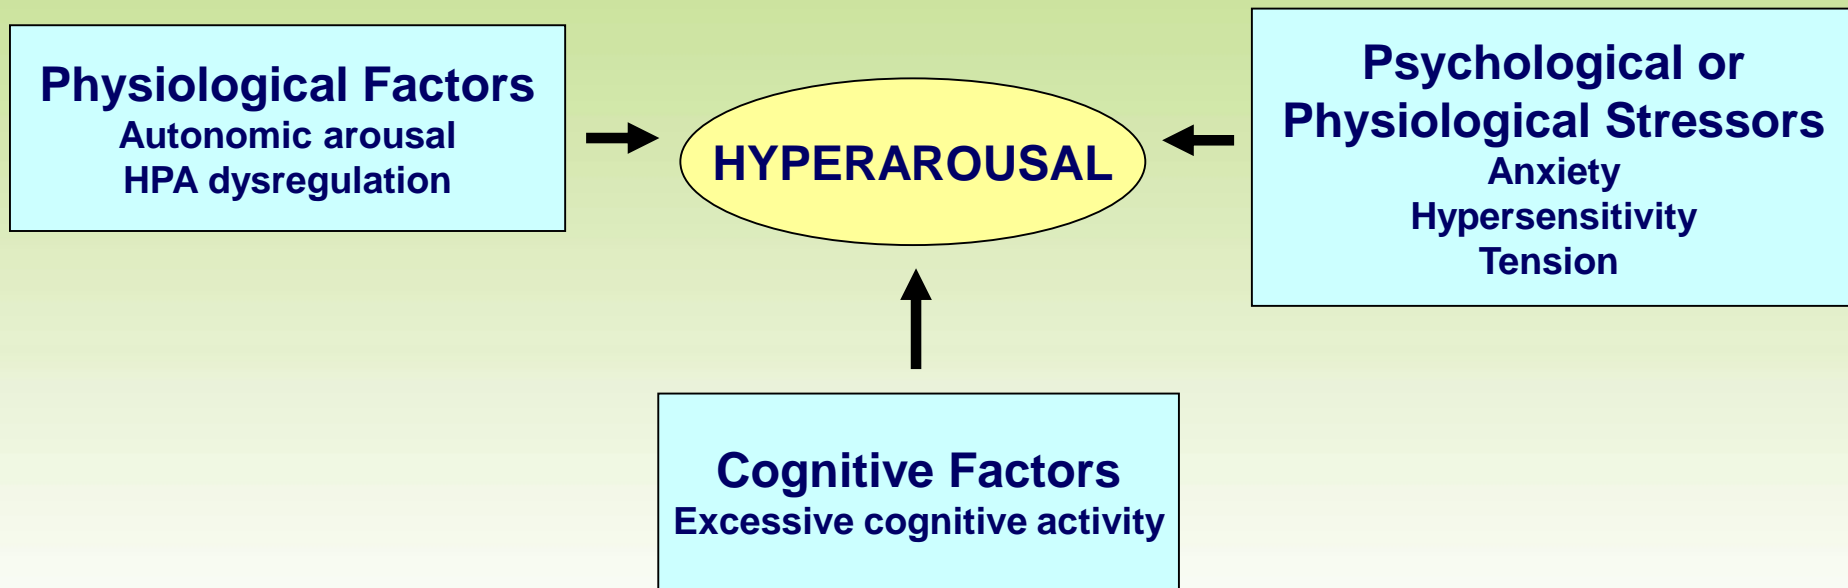 Physiological Factors
Autonomic arousal
HPA dysregulation
HYPERAROUSAL
Psychological or
Physiological Stressors
Anxiety
Hypersensitivity
Tension
Cognitive Factors
Excessive cognitive activity